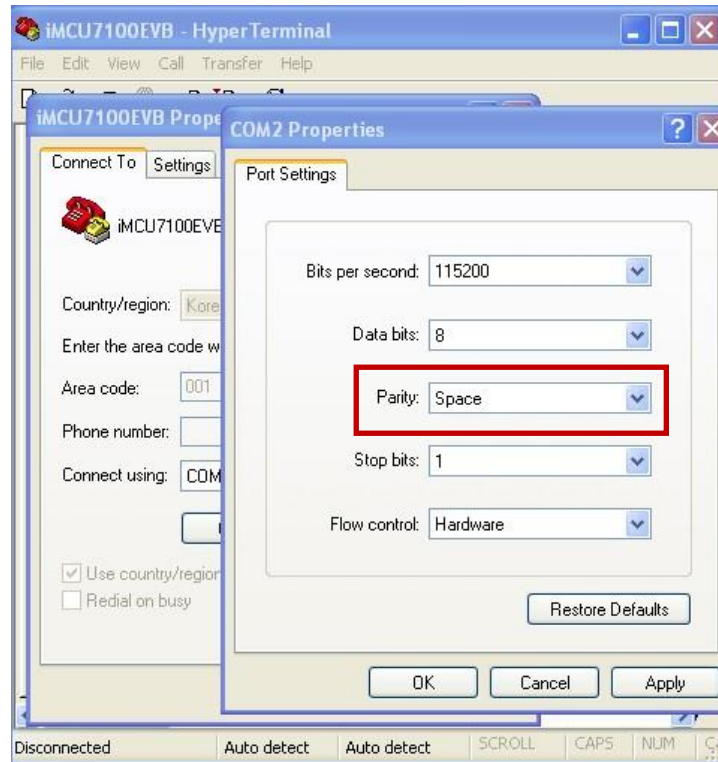 iMCU7100EVB - HyperTerminal
File Edit View Call Transfer Help
iMCU7100EVB Prope
COM2 Properties
Connect To Settings
Port Settings
iMCU7100EVB
Bits per second: 115200
Country/region: Kore
Data bits: 8
Enter the area code w
Area code: 001
Parity: Space
Phone number:
Stop bits: 1
Connect using: COM
Flow control: Hardware
Use country/region
Redial on busy
Restore Defaults
OK Cancel Apply
Disconnected Auto detect Auto detect SCROLL CAPS NUM